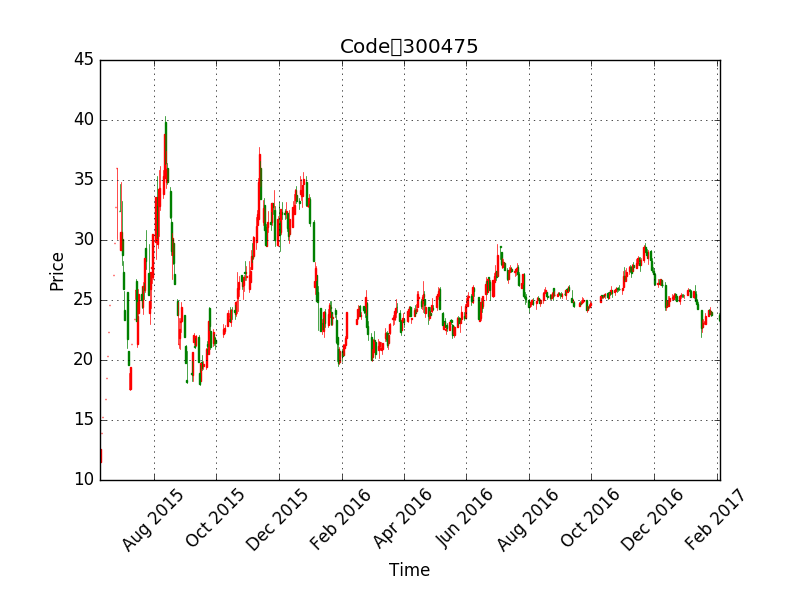 Code▯300475
45
40
35
30
25
20
15
10
Price
Aug 2015
Oct 2015
Dec 2015
Feb 2016
Apr 2016
Jun 2016
Aug 2016
Oct 2016
Dec 2016
Feb 2017
Time